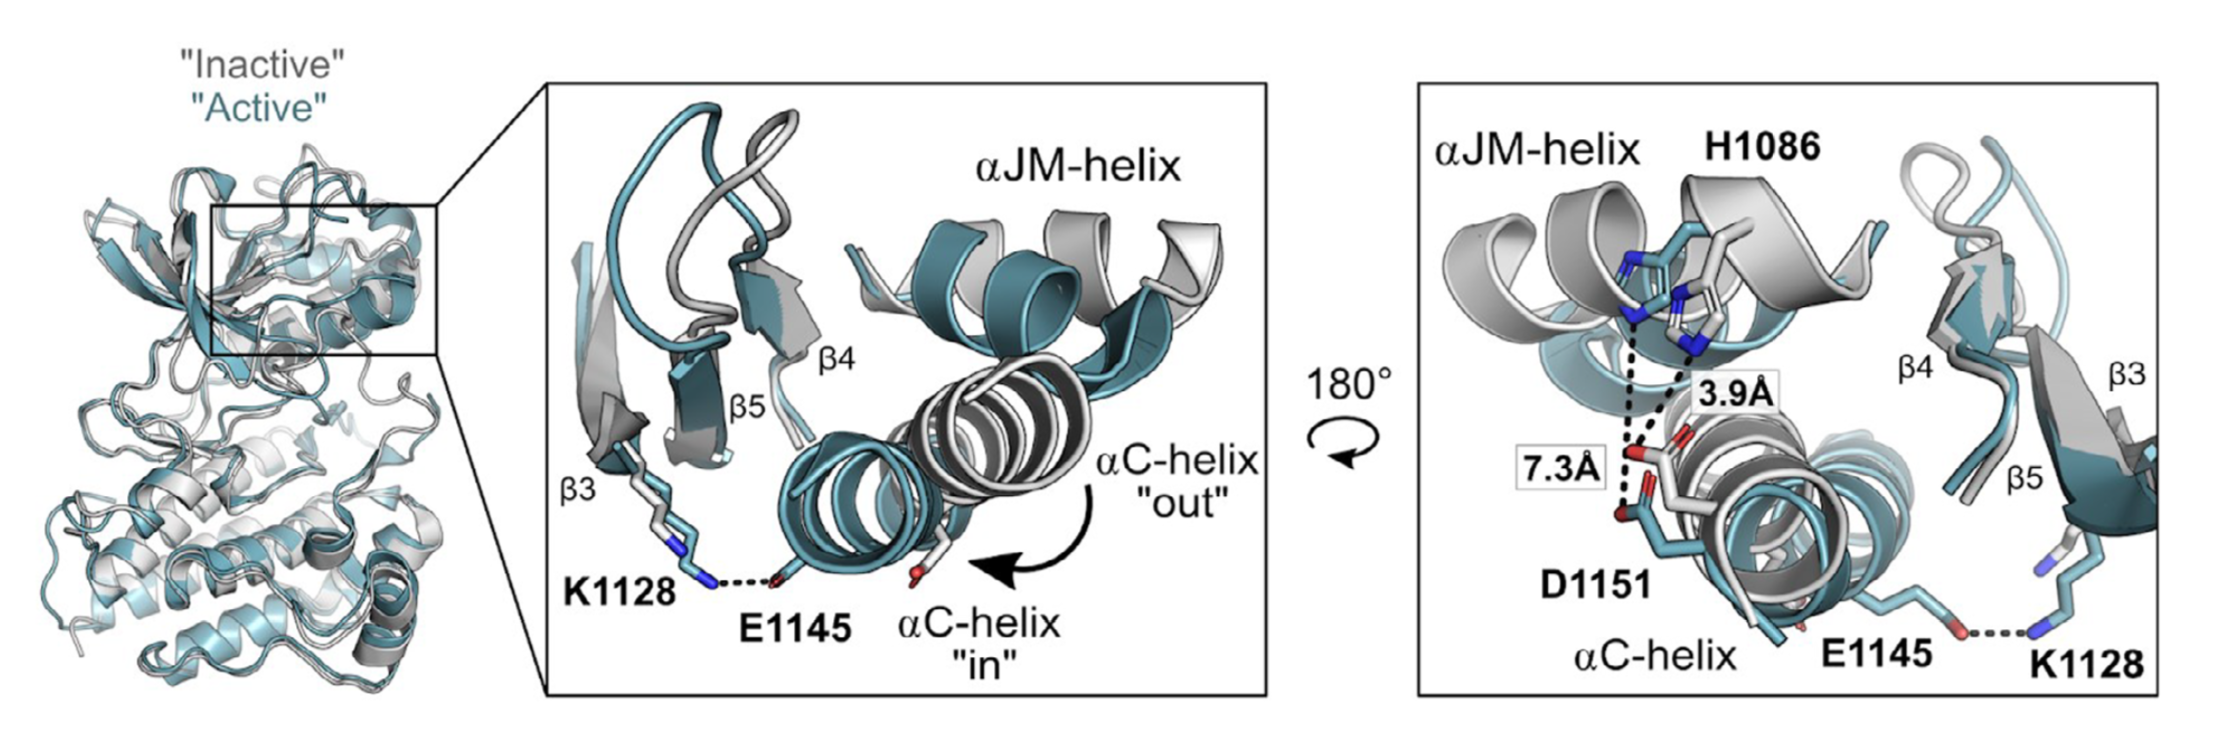 "Inactive"
"Active"
αJM-helix
β4
β5
β3
αC-helix
"out"
K1128
E1145
αC-helix
"in"
180°
αJM-helix
H1086
β4
β3
3.9Å
7.3Å
β5
D1151
αC-helix
E1145
K1128